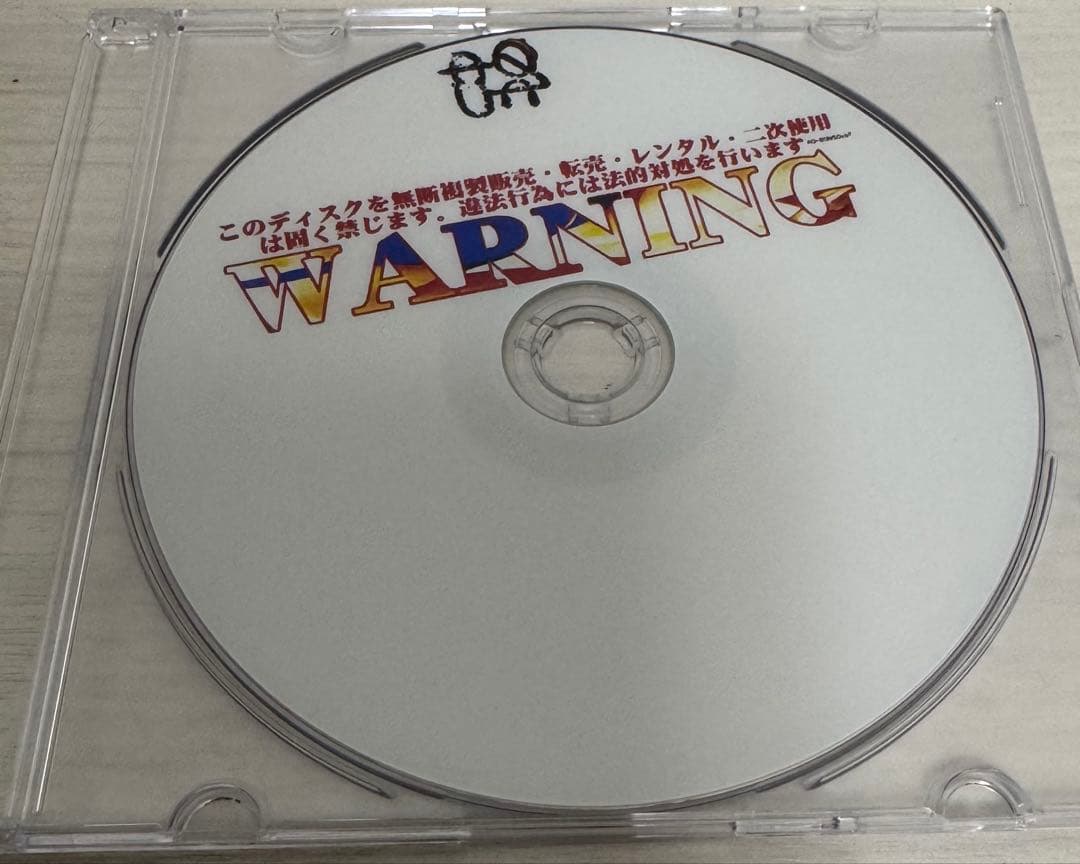 このディスクを無断複製販売・転売・レンタル・二次使用
は固く禁じます。違法行為には法的対処を行います
WARNING